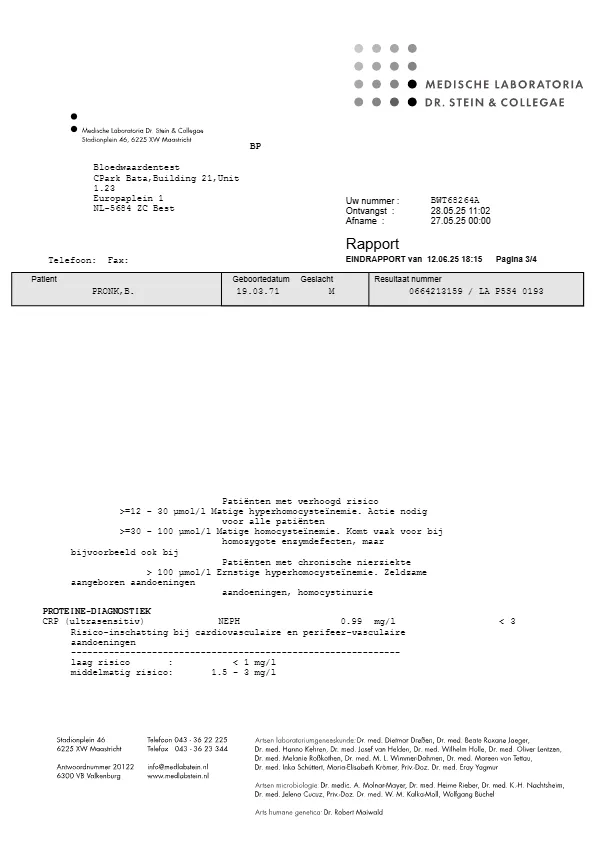 MEDISCHE LABORATORIA
DR. STEIN & COLLEGAE
Medische Laboratoria Dr. Stein & Collegae
Stadionplein 46, 6225 XW Maastricht
BP
Bloedwaardentest
CPark Bata,Building 21,Unit
1.23
Europaplein 1
NL-5684 ZC Best
Uw nummer : BWT68264A
Ontvangst : 28.05.25 11:02
Afname : 27.05.25 00:00
Rapport
Telefoon: Fax:
EINDRAPPORT van 12.06.25 18:15 Pagina 3/4
Patient Geboortedatum Geslacht Resultaat nummer
PRONK,B. 19.03.71 M 0664213159 / LA P554 0193
Patiënten met verhoogd risico
>=12 - 30 µmol/l Matige hyperhomocysteïnemie. Actie nodig
voor alle patiënten
>=30 - 100 µmol/l Matige homocysteïnemie. Komt vaak voor bij
homozygote enzymdefecten, maar
bijvoorbeeld ook bij
Patiënten met chronische nierziekte
> 100 µmol/l Ernstige hyperhomocysteïnemie. Zeldzame
aangeboren aandoeningen
aandoeningen, homocystinurie
PROTEINE-DIAGNOSTIEK
CRP (ultrasensitiv) NEPH 0.99 mg/l < 3
Risico-inschatting bij cardiovasculaire en perifeer-vasculaire
aandoeningen
------------------------------------------------------------
laag risico : < 1 mg/l
middelmatig risico: 1.5 - 3 mg/l
Stadionplein 46
6225 XW Maastricht
Antwoordnummer 20122
6300 VB Valkenburg
Telefoon 043 - 36 22 225
Telefax 043 - 36 23 344
info@medlabstein.nl
www.medlabstein.nl
Artsen laboratoriumgeneeskunde: Dr. med. Dietmar Dreßen, Dr. med. Beate Roxane Jaeger,
Dr. med. Hanno Kehren, Dr. med. Josef van Helden, Dr. med. Wilhelm Holle, Dr. med. Oliver Lentzen,
Dr. med. Melanie Roßkothen, Dr. med. M. L. Wimmer-Dahmen, Dr. med. Mareen von Tettau,
Dr. med. Inka Schüttert, Maria-Elisabeth Krömer, Priv.-Doz. Dr. med. Eray Yagmur
Artsen microbiologie: Dr. medic. A. Molnar-Mayer, Dr. med. Heime Rieber, Dr. med. K.-H. Nachtsheim,
Dr. med. Jelena Cucuz, Priv.-Doz. Dr. med. W. M. Kalka-Moll, Wolfgang Büchel
Arts humane genetica: Dr. Robert Maiwald